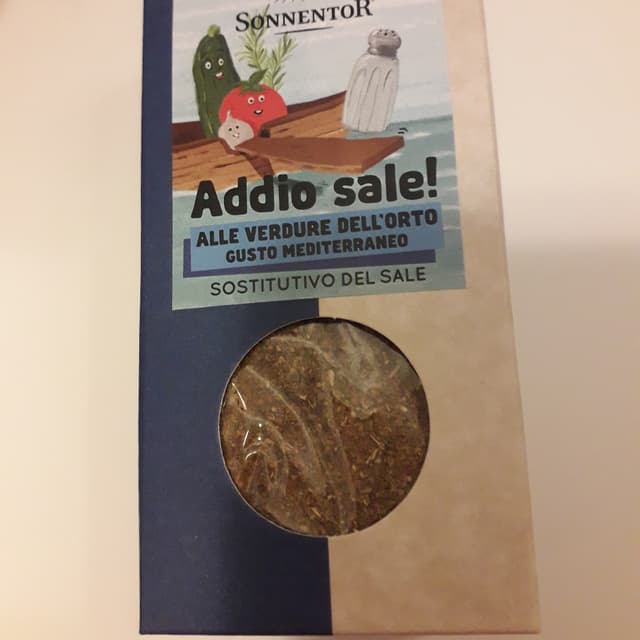 SONNENTOR
Addio sale!
ALLE VERDURE DELL'ORTO
GUSTO MEDITERRANEO
SOSTITUTIVO DEL SALE